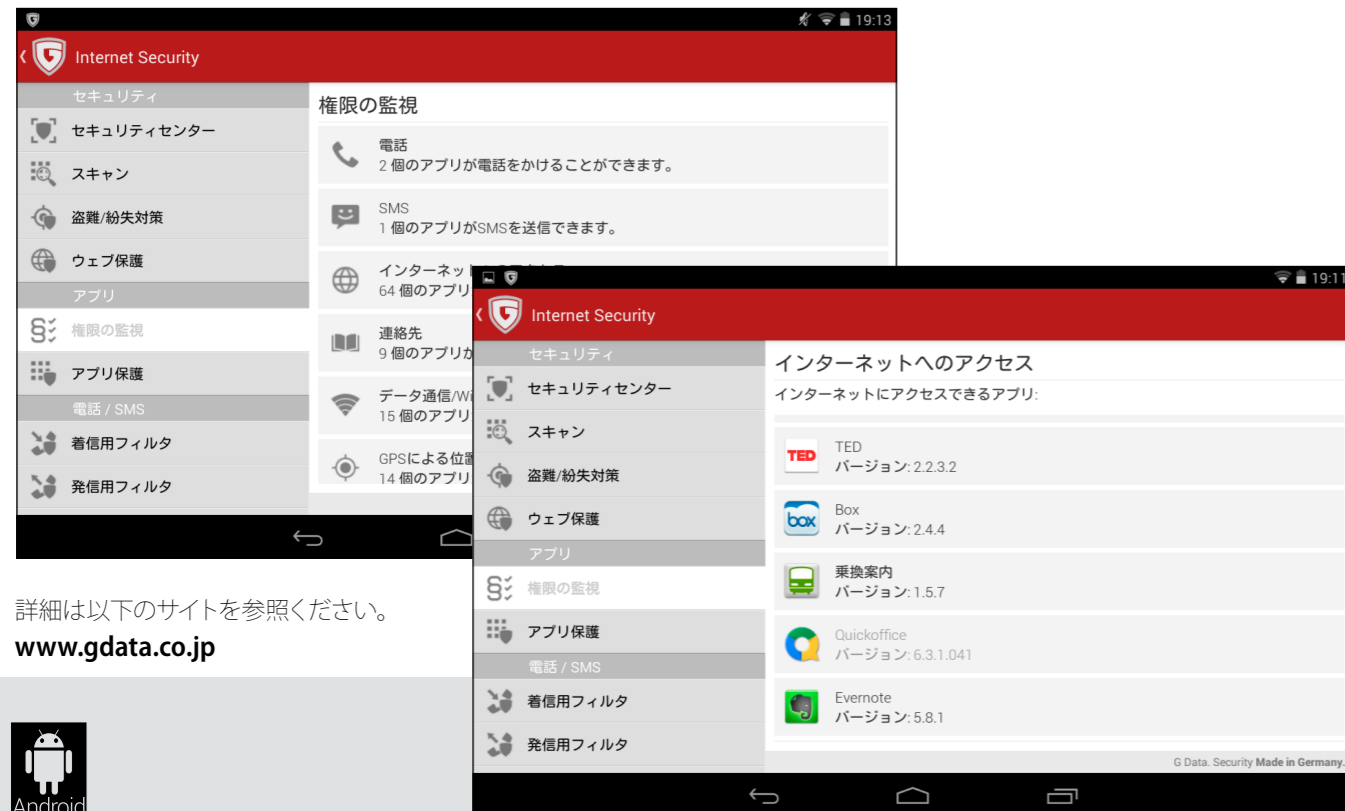 19:13
Internet Security
セキュリティ
セキュリティセンター
スキャン
盗難/紛失対策
ウェブ保護
アプリ
権限の監視
アプリ保護
電話 / SMS
着信用フィルタ
発信用フィルタ
権限の監視
電話
2 個のアプリが電話をかけることができます。
SMS
1 個のアプリがSMSを送信できます。
インターネッ
64 個のアプリ
連絡先
9 個のアプリが
データ通信/Wi
15 個のアプリ
GPSによる位置
14 個のアプリ
19:11
Internet Security
セキュリティ
セキュリティセンター
スキャン
盗難/紛失対策
ウェブ保護
アプリ
権限の監視
アプリ保護
電話 / SMS
着信用フィルタ
発信用フィルタ
インターネットへのアクセス
インターネットにアクセスできるアプリ:
TED
TED
バージョン: 2.2.3.2
box
Box
バージョン: 2.4.4
乗換案内
バージョン: 1.5.7
Quickoffice
バージョン: 6.3.1.041
Evernote
バージョン: 5.8.1
G Data. Security Made in Germany.
詳細は以下のサイトを参照ください。
www.gdata.co.jp
Android